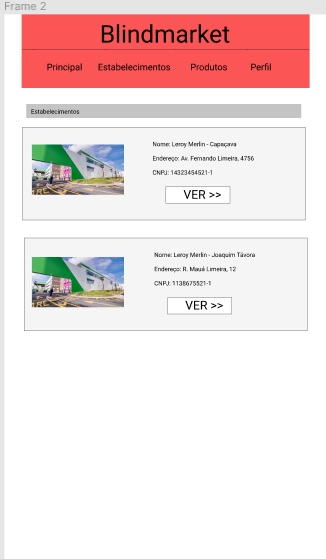 Frame 2
Blindmarket
Principal Estabelecimentos Produtos Perfil
Estabelecimentos
Nome: Leroy Merlin - Capaçava
Endereço: Av. Fernando Limeira, 4756
CNPJ: 14323454521-1
VER >>
Nome: Leroy Merlin - Joaquim Távora
Endereço: R. Mauá Limeira, 12
CNPJ: 1138675521-1
VER >>